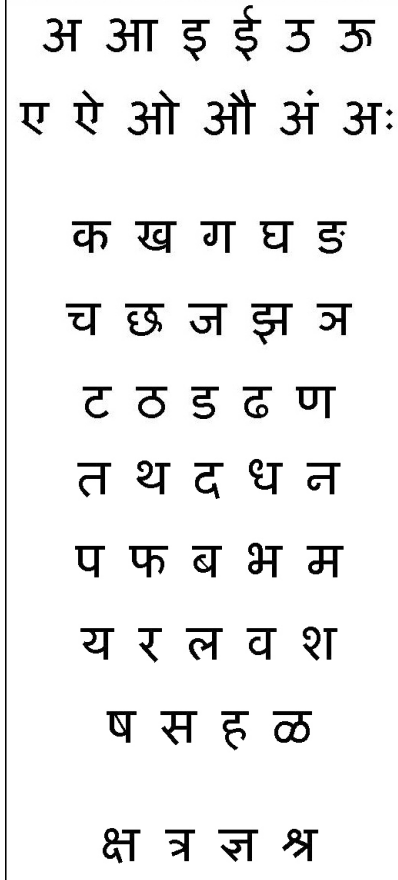 अ आ इ ई उ ऊ
ए ऐ ओ औ अं अः
क ख ग घ ङ
च छ ज झ ञ
ट ठ ड ढ ण
त थ द ध न
प फ ब भ म
य र ल व श
ष स ह ळ
क्ष त्र ज्ञ श्र